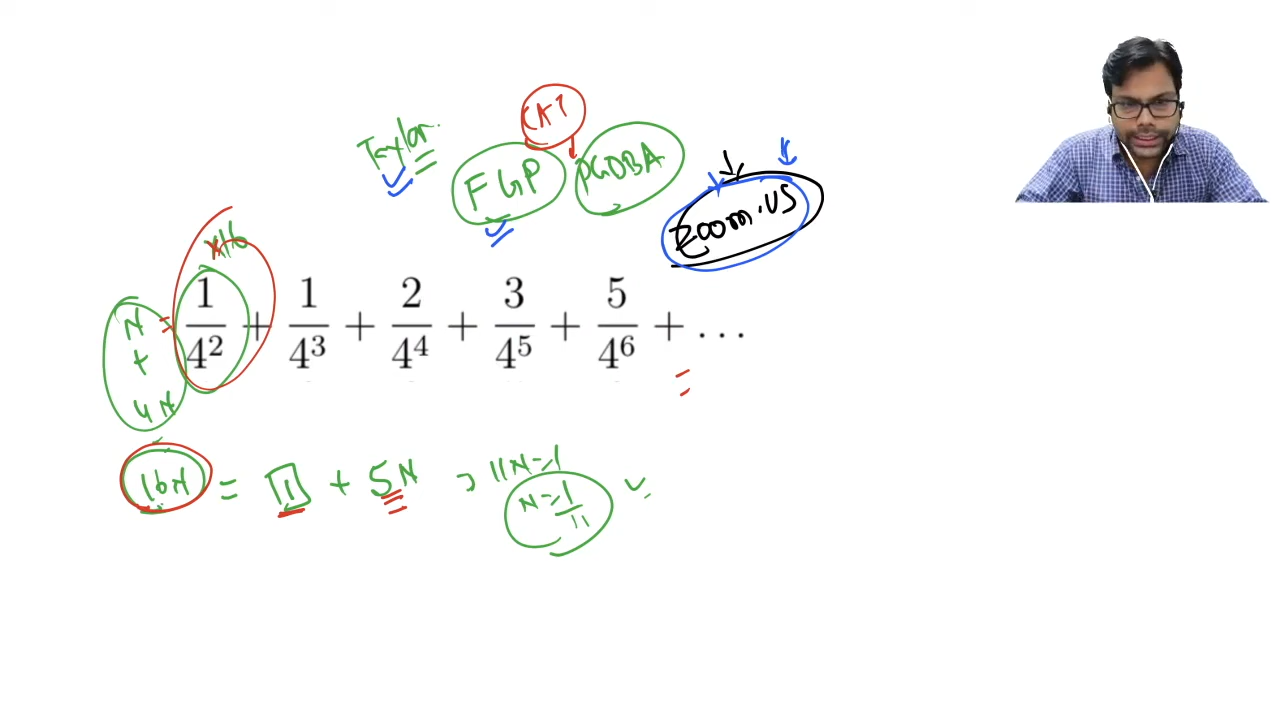 CAT
Taylor.
FGP PGDBA
zoom.us
x16
N = 1/4² + 1/4³ + 2/4⁴ + 3/4⁵ + 5/4⁶ + ...
+
4N
16N = 1 + 5N ⇒ 11N = 1
N = 1/11